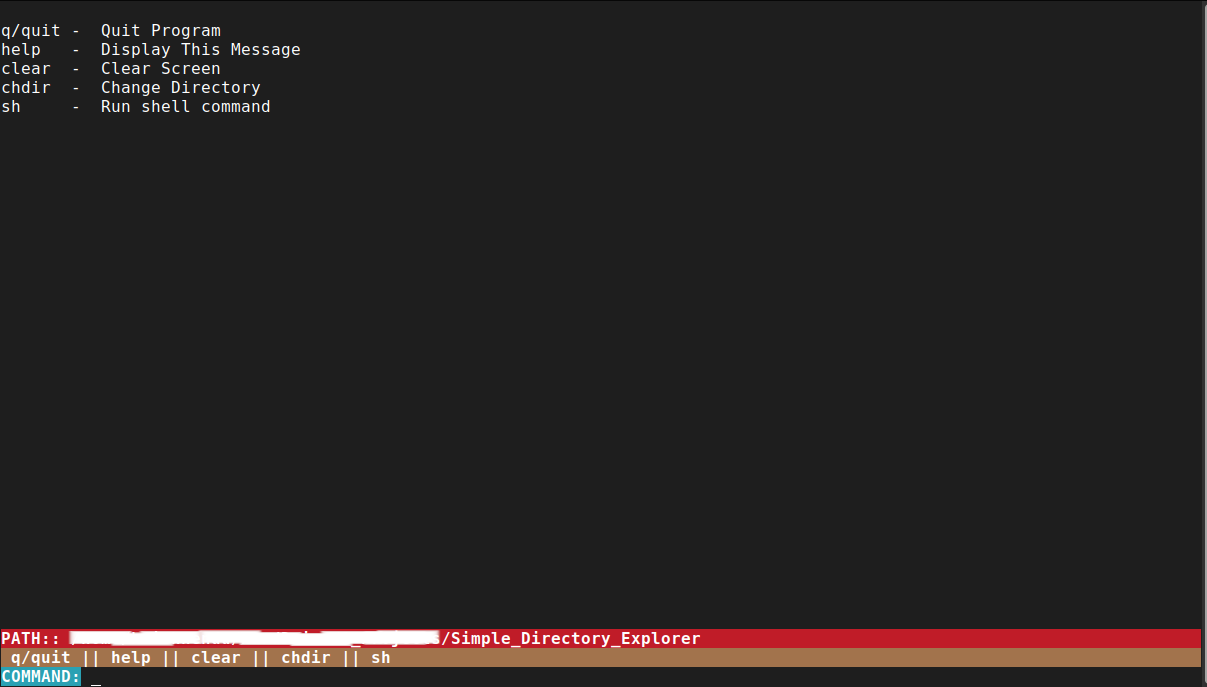 q/quit -  Quit Program
help   -  Display This Message
clear  -  Clear Screen
chdir  -  Change Directory
sh     -  Run shell command
PATH:: /Simple_Directory_Explorer
q/quit || help || clear || chdir || sh
COMMAND: _